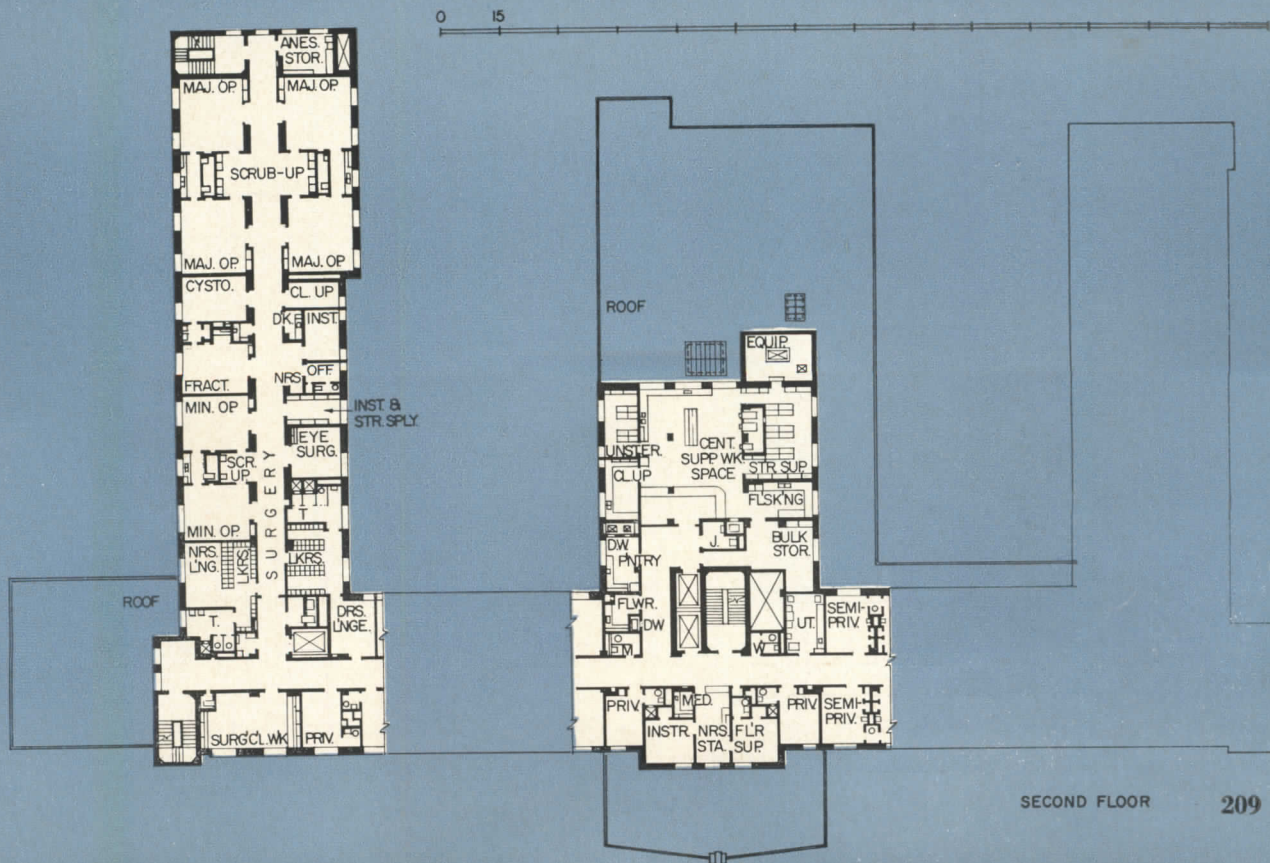 0 15
ANES.
STOR.
MAJ. OP.
MAJ. OP.
SCRUB-UP
MAJ. OP.
MAJ. OP
CYSTO.
CL. UP
DK.
INST.
FRACT.
NRS.
OFF.
MIN. OP
INST. &
STR. SPLY.
EYE
SURG.
SCR.
UP
SURGERY
T.
MIN. OP.
NRS.
L'NG.
LKRS
LKRS.
ROOF
T.
DRS.
L'NGE.
SURG'CL. WK
PRIV.
ROOF
EQUIP.
UNSTER.
CENT.
SUPP. WK.
SPACE
STR. SUP.
CL UP
FLSK'NG
D.W.
PNTRY
J.
BULK
STOR.
FLWR.
DW
M
W
UT.
SEMI-
PRIV.
PRIV.
MED.
INSTR.
NRS.
STA.
FL'R
SUP.
PRIV.
SEMI-
PRIV.
SECOND FLOOR 209